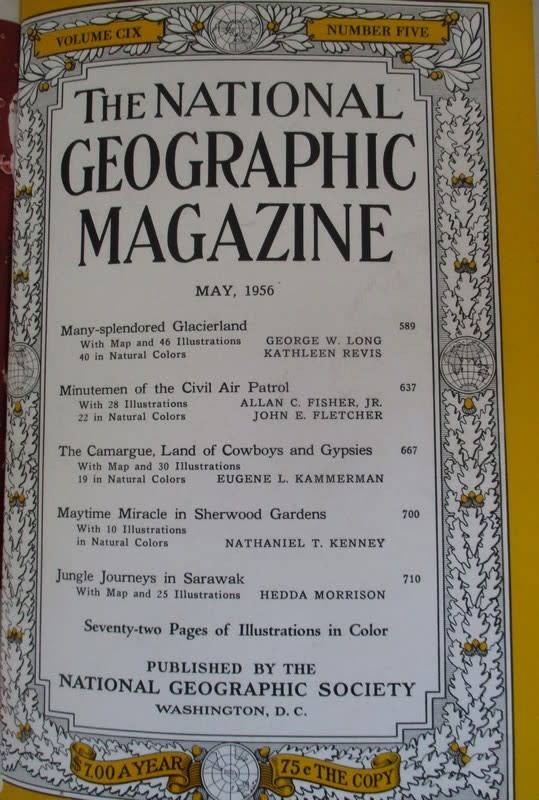 VOLUME CIX NUMBER FIVE
THE NATIONAL
GEOGRAPHIC
MAGAZINE
MAY, 1956
Many-splendored Glacierland 589
With Map and 46 Illustrations GEORGE W. LONG
40 in Natural Colors KATHLEEN REVIS
Minutemen of the Civil Air Patrol 637
With 28 Illustrations ALLAN C. FISHER, JR.
22 in Natural Colors JOHN E. FLETCHER
The Camargue, Land of Cowboys and Gypsies 667
With Map and 30 Illustrations
19 in Natural Colors EUGENE L. KAMMERMAN
Maytime Miracle in Sherwood Gardens 700
With 10 Illustrations
in Natural Colors NATHANIEL T. KENNEY
Jungle Journeys in Sarawak 710
With Map and 25 Illustrations HEDDA MORRISON
Seventy-two Pages of Illustrations in Color
PUBLISHED BY THE
NATIONAL GEOGRAPHIC SOCIETY
WASHINGTON, D. C.
$7.00 A YEAR 75c THE COPY